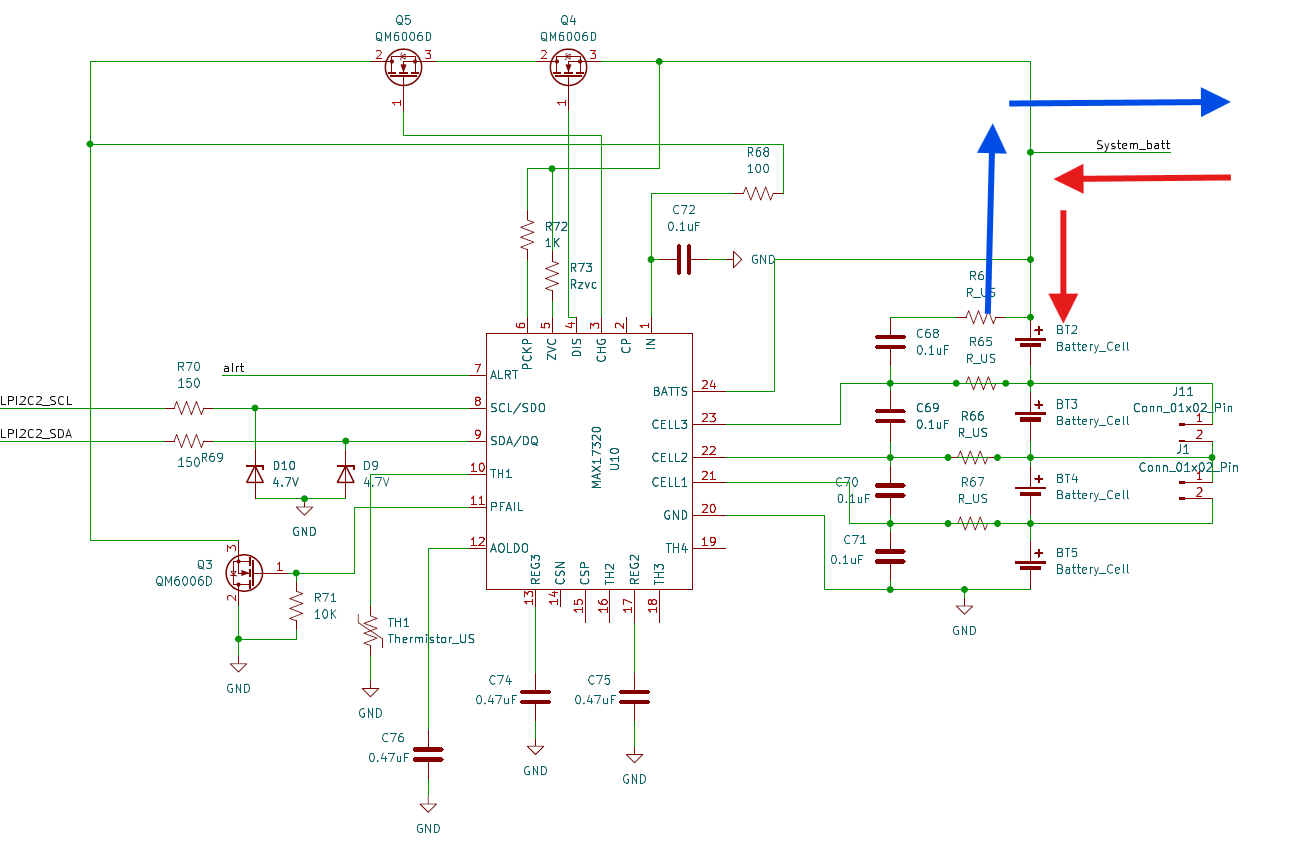 Q5
QM6006D
2
3
1
Q4
QM6006D
2
3
1
System_batt
R68
100
C72
0.1uF
GND
R72
1K
R73
Rzvc
R_US
6
5
4
3
2
1
PCKP
ZVC
DIS
CHG
CP
IN
BT2
Battery_Cell
C68
0.1uF
R65
R_US
R70
150
alrt
7
ALRT
BATTS
24
LPI2C2_SCL
8
SCL/SDO
CELL3
23
C69
0.1uF
R66
R_US
BT3
Battery_Cell
J11
Conn_01x02_Pin
1
2
LPI2C2_SDA
150
R69
9
SDA/DQ
MAX17320
U10
CELL2
22
J1
Conn_01x02_Pin
1
2
D10
4.7V
D9
4.7V
10
TH1
CELL1
21
C70
0.1uF
R67
R_US
BT4
Battery_Cell
GND
11
PFAIL
GND
20
12
AOLDO
TH4
19
C71
0.1uF
BT5
Battery_Cell
Q3
QM6006D
3
1
2
R71
10K
REG3
CSN
CSP
TH2
REG2
TH3
13
14
15
16
17
18
GND
TH1
Thermistor_US
GND
GND
C74
0.47uF
C75
0.47uF
C76
0.47uF
GND
GND
GND